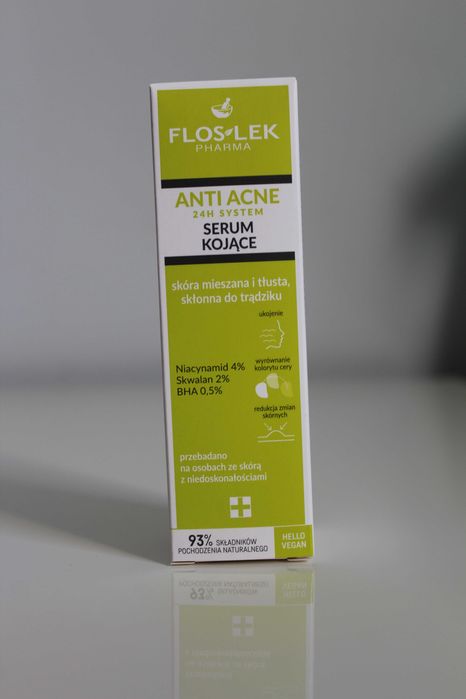 FLOS-LEK
PHARMA
ANTI ACNE
24H SYSTEM
SERUM
KOJĄCE
skóra mieszana i tłusta,
skłonna do trądziku
ukojenie
Niacynamid 4%
Skwalan 2%
BHA 0,5%
wyrównanie
kolorytu cery
redukcja zmian
skórnych
przebadano
na osobach ze skórą
z niedoskonałościami
93% SKŁADNIKÓW
POCHODZENIA NATURALNEGO
HELLO
VEGAN